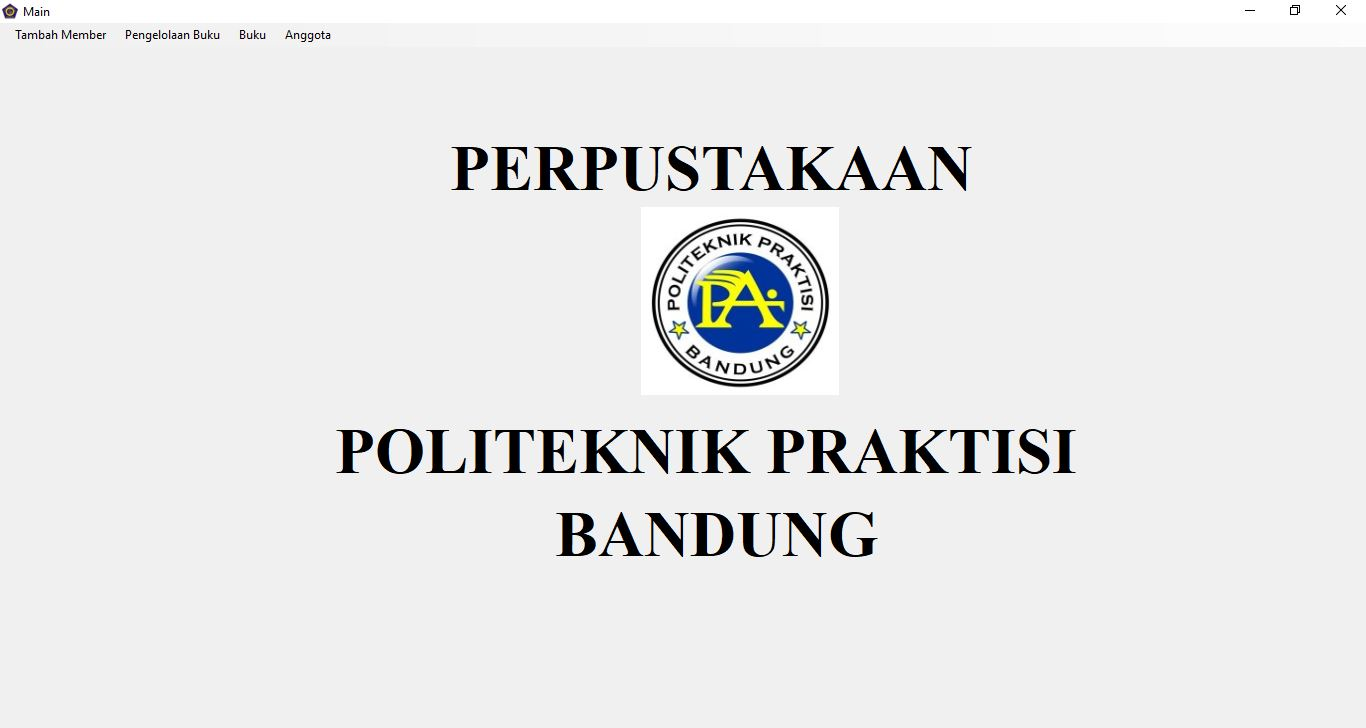 Main
Tambah Member Pengelolaan Buku Buku Anggota
PERPUSTAKAAN
POLITEKNIK PRAKTISI
PA
BANDUNG
POLITEKNIK PRAKTISI
BANDUNG